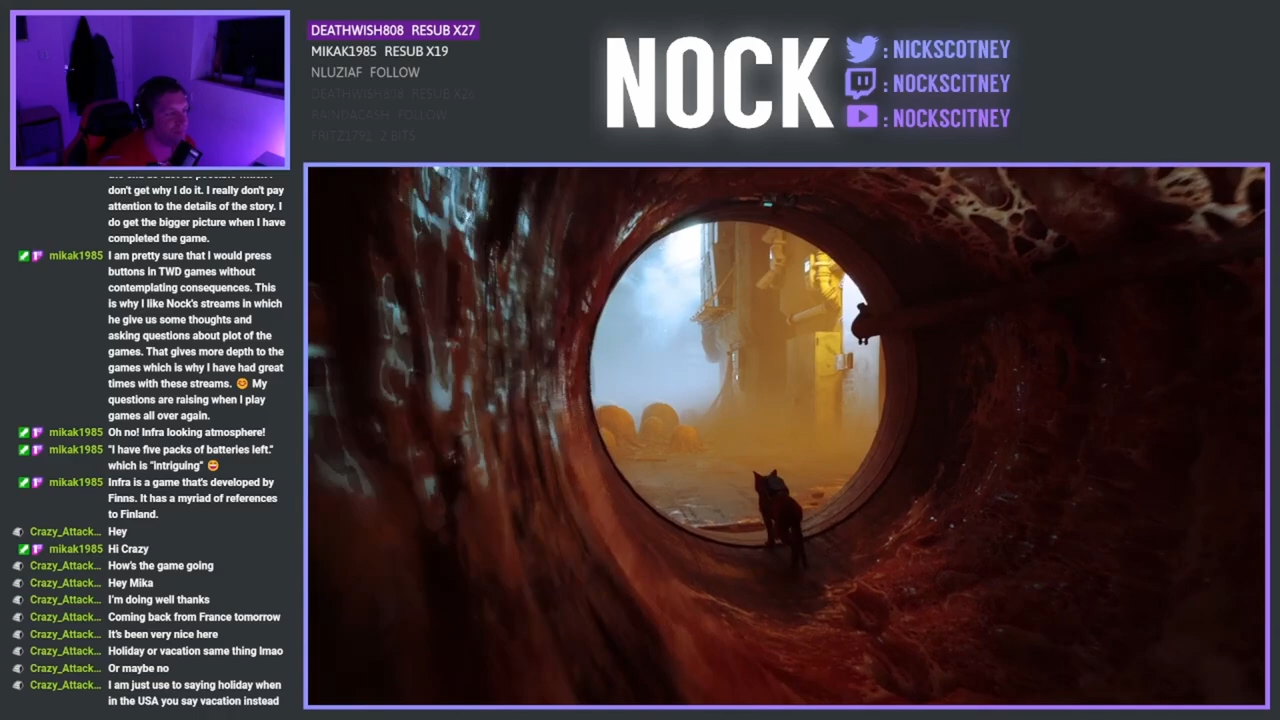 DEATHWISH808 RESUB X27
MIKAK1985 RESUB X19
NLUZIAF FOLLOW
DEATHWISH808 RESUB X26
RAINDACASH FOLLOW
FRITZ1792 2 BITS
NOCK
: NICKSCOTNEY
: NOCKSCITNEY
: NOCKSCITNEY
don't get why I do it. I really don't pay
attention to the details of the story. I
do get the bigger picture when I have
completed the game.
mikak1985 I am pretty sure that I would press
buttons in TWD games without
contemplating consequences. This
is why I like Nock's streams in which
he give us some thoughts and
asking questions about plot of the
games. That gives more depth to the
games which is why I have had great
times with these streams. 😊 My
questions are raising when I play
games all over again.
mikak1985 Oh no! Infra looking atmosphere!
mikak1985 "I have five packs of batteries left."
which is "intriguing" 😄
mikak1985 Infra is a game that's developed by
Finns. It has a myriad of references
to Finland.
Crazy_Attack... Hey
mikak1985 Hi Crazy
Crazy_Attack... How's the game going
Crazy_Attack... Hey Mika
Crazy_Attack... I'm doing well thanks
Crazy_Attack... Coming back from France tomorrow
Crazy_Attack... It's been very nice here
Crazy_Attack... Holiday or vacation same thing lmao
Crazy_Attack... Or maybe no
Crazy_Attack... I am just use to saying holiday when
in the USA you say vacation instead